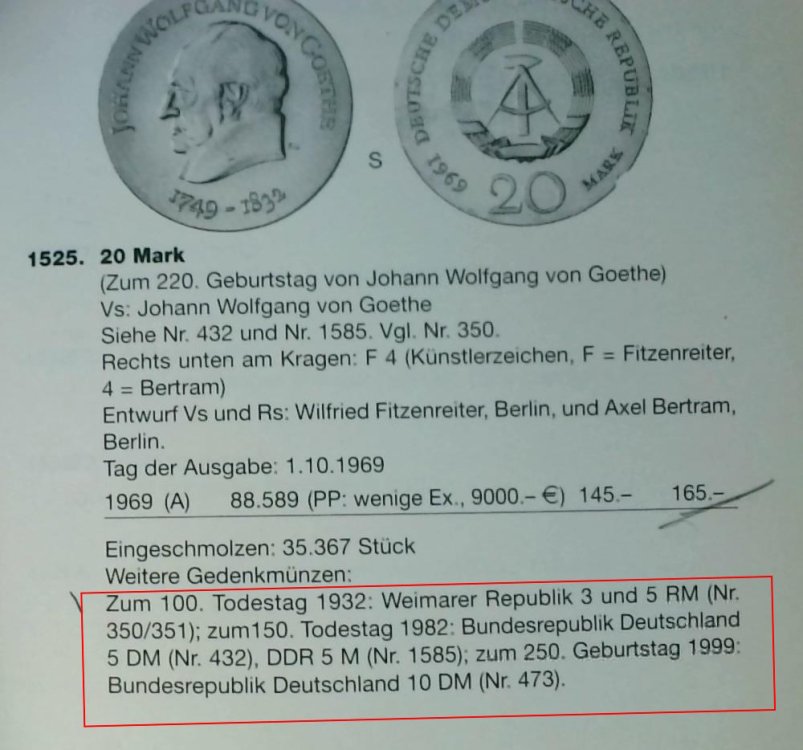 JOHANN WOLFGANG VON GOETHE
1749 - 1832
S
DEUTSCHE DEMOKRATISCHE REPUBLIK
1969 20 MARK
1525. 20 Mark
(Zum 220. Geburtstag von Johann Wolfgang von Goethe)
Vs: Johann Wolfgang von Goethe
Siehe Nr. 432 und Nr. 1585. Vgl. Nr. 350.
Rechts unten am Kragen: F 4 (Künstlerzeichen, F = Fitzenreiter,
4 = Bertram)
Entwurf Vs und Rs: Wilfried Fitzenreiter, Berlin, und Axel Bertram,
Berlin.
Tag der Ausgabe: 1.10.1969
1969 (A) 88.589 (PP: wenige Ex., 9000.– €) 145.– 165.–
Eingeschmolzen: 35.367 Stück
Weitere Gedenkmünzen:
Zum 100. Todestag 1932: Weimarer Republik 3 und 5 RM (Nr.
350/351); zum150. Todestag 1982: Bundesrepublik Deutschland
5 DM (Nr. 432), DDR 5 M (Nr. 1585); zum 250. Geburtstag 1999:
Bundesrepublik Deutschland 10 DM (Nr. 473).